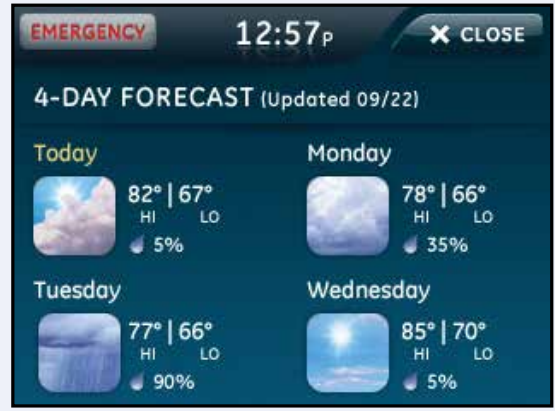 EMERGENCY 12:57P X CLOSE
4-DAY FORECAST (Updated 09/22)
Today Monday
82° | 67° 78° | 66°
HI LO HI LO
5% 35%
Tuesday Wednesday
77° | 66° 85° | 70°
HI LO HI LO
90% 5%